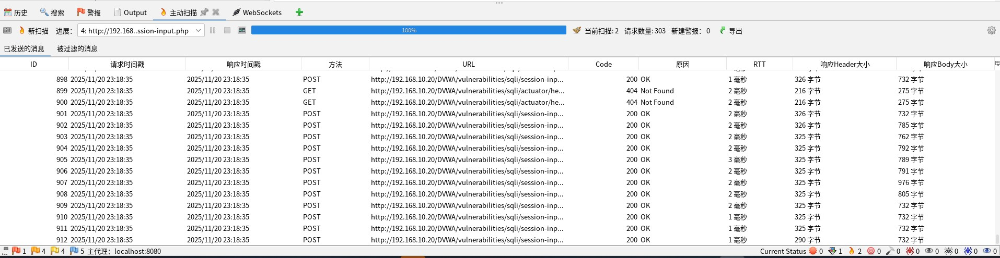 历史 搜索 警报 Output 主动扫描 WebSockets
新扫描 进展： 4: http://192.168..ssion-input.php 100% 当前扫描: 2 请求数量: 303 新建警报： 0 导出
已发送的消息 被过滤的消息
ID 请求时间戳 响应时间戳 方法 URL Code 原因 RTT 响应Header大小 响应Body大小
898 2025/11/20 23:18:35 2025/11/20 23:18:35 POST http://192.168.10.20/DVWA/vulnerabilities/sqli/session-inp... 200 OK 1 毫秒 326 字节 732 字节
899 2025/11/20 23:18:35 2025/11/20 23:18:35 GET http://192.168.10.20/DVWA/vulnerabilities/sqli/actuator/he... 404 Not Found 2 毫秒 216 字节 275 字节
900 2025/11/20 23:18:35 2025/11/20 23:18:35 GET http://192.168.10.20/DVWA/vulnerabilities/sqli/actuator/he... 404 Not Found 2 毫秒 216 字节 275 字节
901 2025/11/20 23:18:35 2025/11/20 23:18:35 POST http://192.168.10.20/DVWA/vulnerabilities/sqli/session-inp... 200 OK 2 毫秒 326 字节 732 字节
902 2025/11/20 23:18:35 2025/11/20 23:18:35 POST http://192.168.10.20/DVWA/vulnerabilities/sqli/session-inp... 200 OK 2 毫秒 326 字节 785 字节
903 2025/11/20 23:18:35 2025/11/20 23:18:35 POST http://192.168.10.20/DVWA/vulnerabilities/sqli/session-inp... 200 OK 2 毫秒 325 字节 762 字节
904 2025/11/20 23:18:35 2025/11/20 23:18:35 POST http://192.168.10.20/DVWA/vulnerabilities/sqli/session-inp... 200 OK 2 毫秒 325 字节 792 字节
905 2025/11/20 23:18:35 2025/11/20 23:18:35 POST http://192.168.10.20/DVWA/vulnerabilities/sqli/session-inp... 200 OK 3 毫秒 325 字节 789 字节
906 2025/11/20 23:18:35 2025/11/20 23:18:35 POST http://192.168.10.20/DVWA/vulnerabilities/sqli/session-inp... 200 OK 2 毫秒 325 字节 791 字节
907 2025/11/20 23:18:35 2025/11/20 23:18:35 POST http://192.168.10.20/DVWA/vulnerabilities/sqli/session-inp... 200 OK 2 毫秒 325 字节 976 字节
908 2025/11/20 23:18:35 2025/11/20 23:18:35 POST http://192.168.10.20/DVWA/vulnerabilities/sqli/session-inp... 200 OK 2 毫秒 325 字节 805 字节
909 2025/11/20 23:18:35 2025/11/20 23:18:35 POST http://192.168.10.20/DVWA/vulnerabilities/sqli/session-inp... 200 OK 2 毫秒 325 字节 732 字节
910 2025/11/20 23:18:35 2025/11/20 23:18:35 POST http://192.168.10.20/DVWA/vulnerabilities/sqli/session-inp... 200 OK 1 毫秒 325 字节 732 字节
911 2025/11/20 23:18:35 2025/11/20 23:18:35 POST http://192.168.10.20/DVWA/vulnerabilities/sqli/session-inp... 200 OK 1 毫秒 325 字节 732 字节
912 2025/11/20 23:18:35 2025/11/20 23:18:35 POST http://192.168.10.20/DVWA/vulnerabilities/sqli/session-inp... 200 OK 1 毫秒 290 字节 732 字节
1 4 4 5 主代理： localhost:8080 Current Status 0 1 2 0 0 0 0 0 0 0